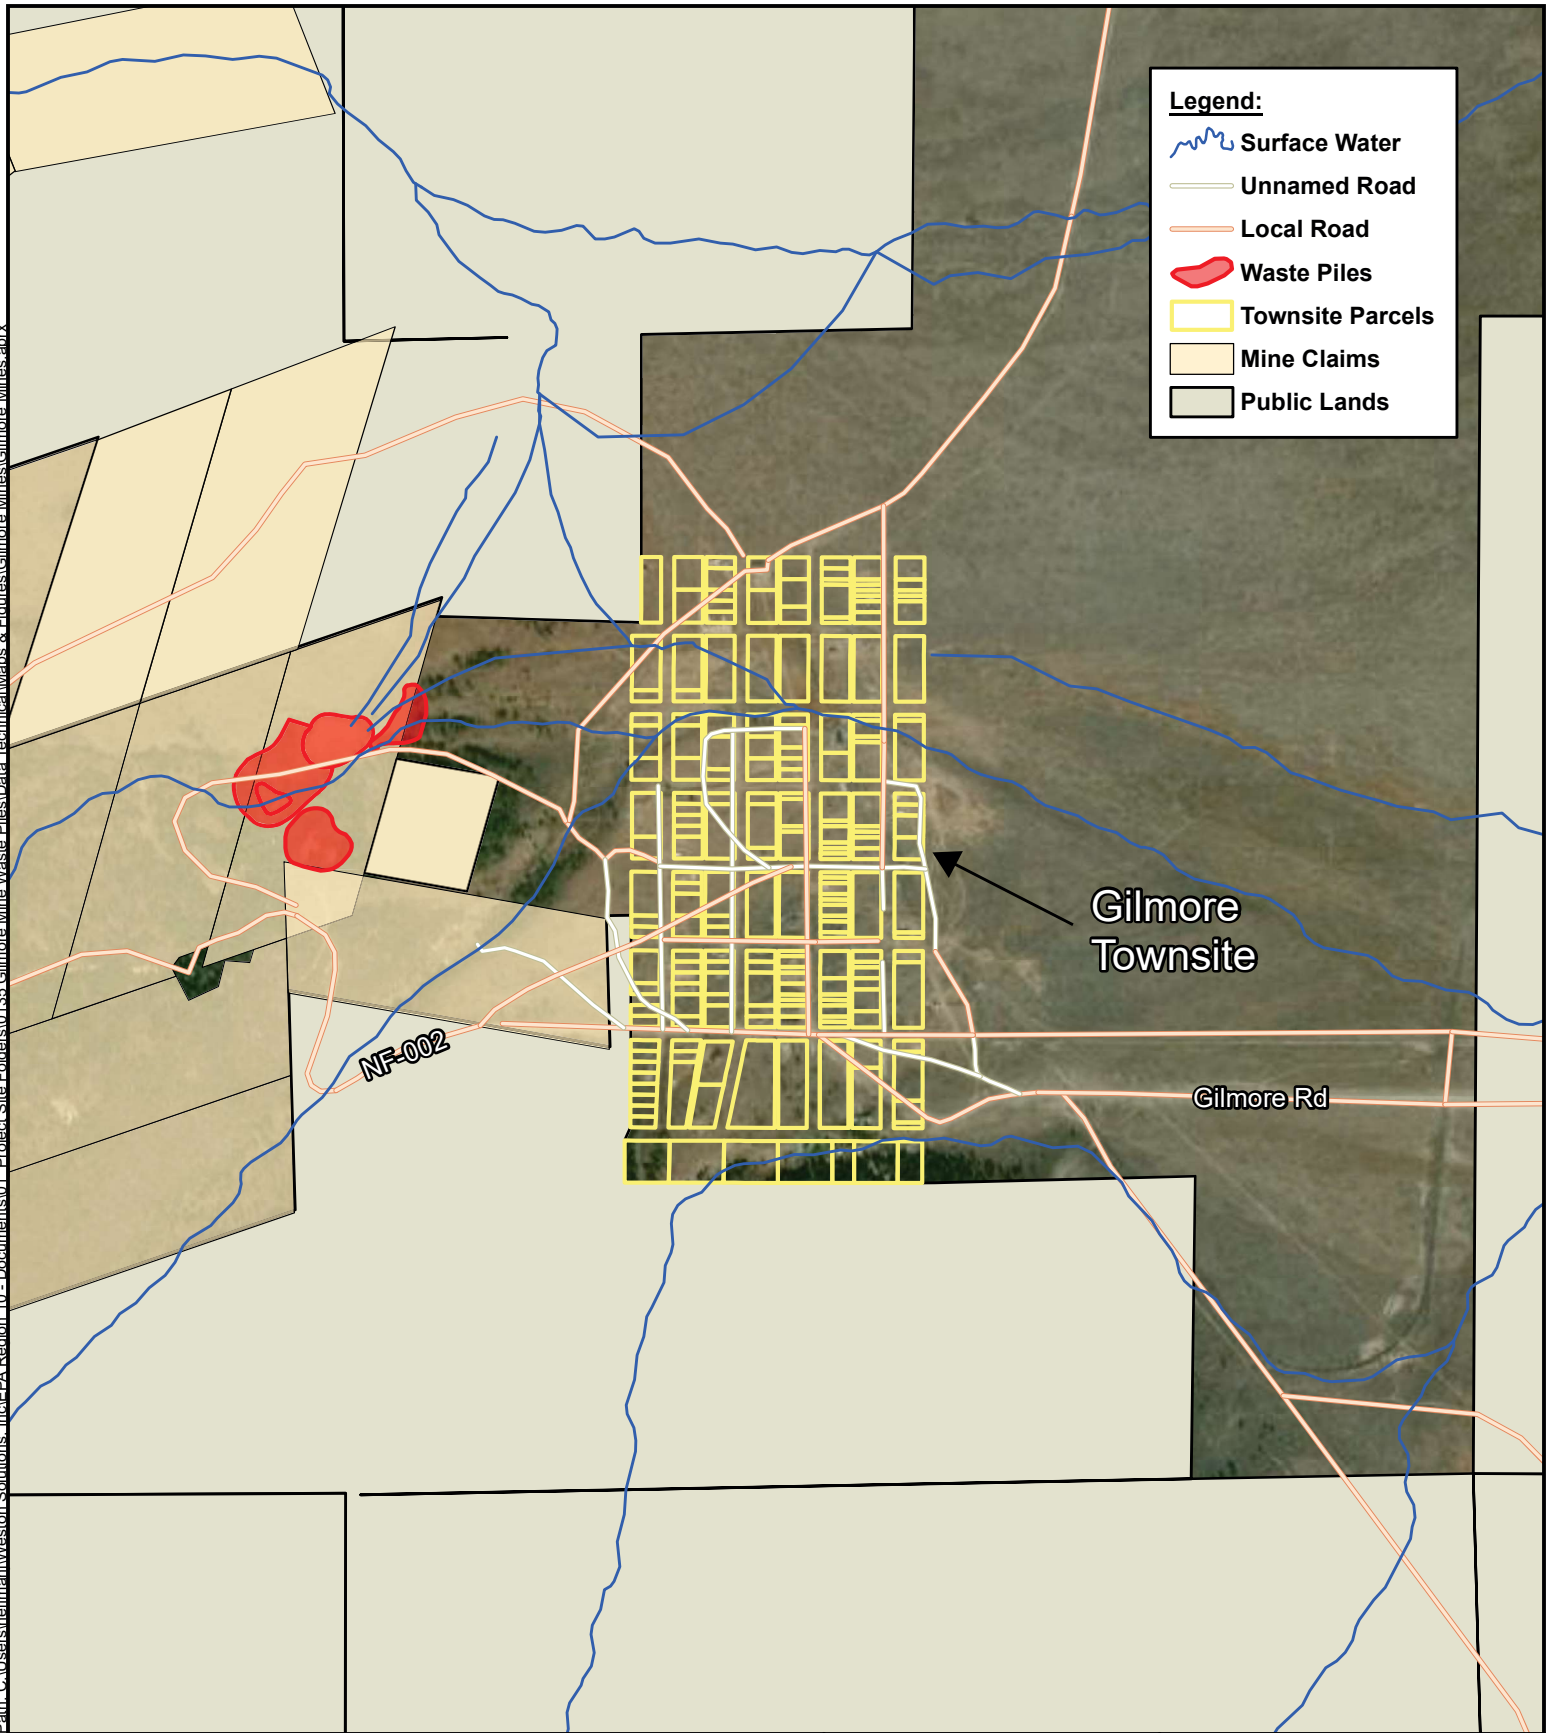 Legend:
Surface Water
Unnamed Road
Local Road
Waste Piles
Townsite Parcels
Mine Claims
Public Lands
Gilmore
Townsite
NF-002
Gilmore Rd